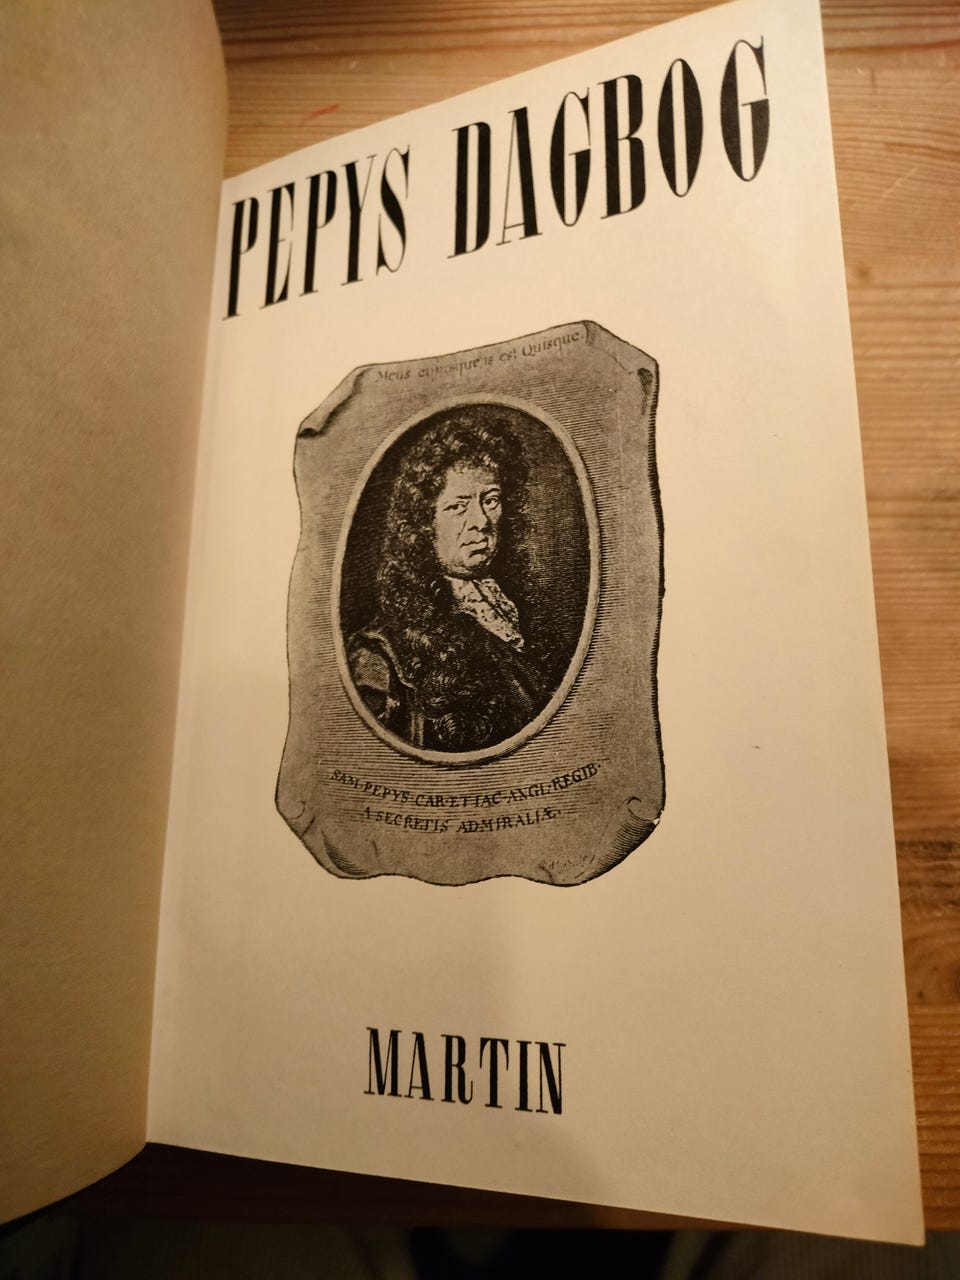 PEPYS DAGBOG
Mens cujusque is est Quisque.
SAM·PEPYS·CAR·ET IAC·ANGL·REGIB·
A SECRETIS ADMIRALIÆ·
MARTIN